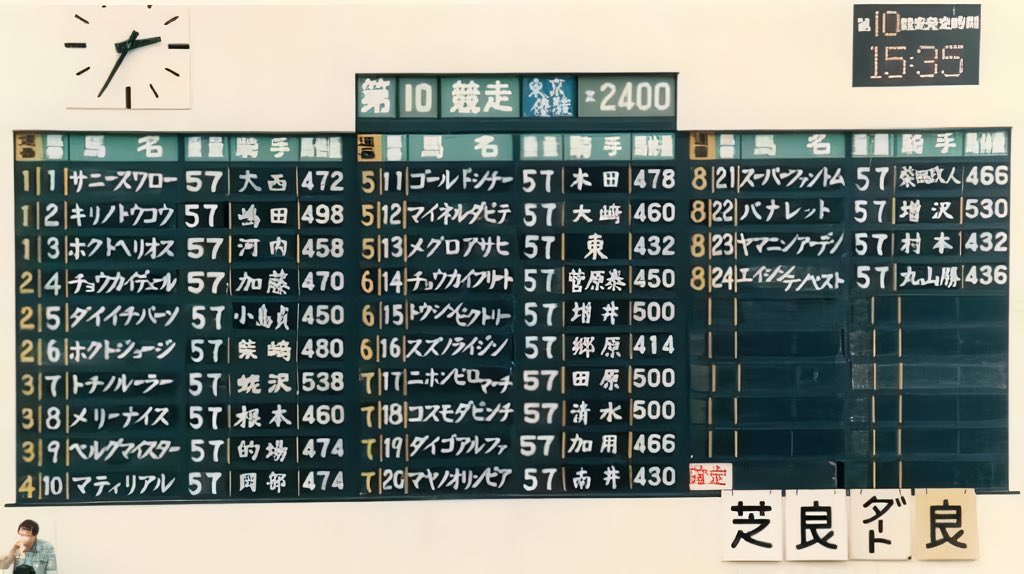 第10競走 東京優駿 芝2400
第10競走発走時刻
15:35
馬名 騎手 馬名 騎手 馬名 騎手
1 1 サニースワロー 57 大西 472
1 2 キリノトウコウ 57 嶋田 498
1 3 ホクトヘリオス 57 河内 458
2 4 チョウカイデュール 57 加藤 470
2 5 ダイイチバーソ 57 小島貞 450
2 6 ホクトジョージ 57 柴崎 480
3 7 トチノルーラー 57 蛯沢 538
3 8 メリーナイス 57 根本 460
3 9 ベルグマイスター 57 的場 474
4 10 マティリアル 57 岡部 474
5 11 ゴールドシチー 57 本田 478
5 12 マイネルダビテ 57 大崎 460
5 13 メグロアサヒ 57 東 432
6 14 チョウカイフリート 57 菅原泰 450
6 15 トウシンビクトリー 57 増井 500
6 16 スズノライジン 57 郷原 414
7 17 ニホンピロマーチ 57 田原 500
7 18 コスモダビンチ 57 清水 500
7 19 ダイゴアルファ 57 加用 466
7 20 マヤノオリンピア 57 南井 430
8 21 スーパーファントム 57 柴田政人 466
8 22 バナレット 57 増沢 530
8 23 ヤマニンアーデン 57 村本 432
8 24 エイシンテンペスト 57 丸山勝 436
確定
芝 良 ダート 良